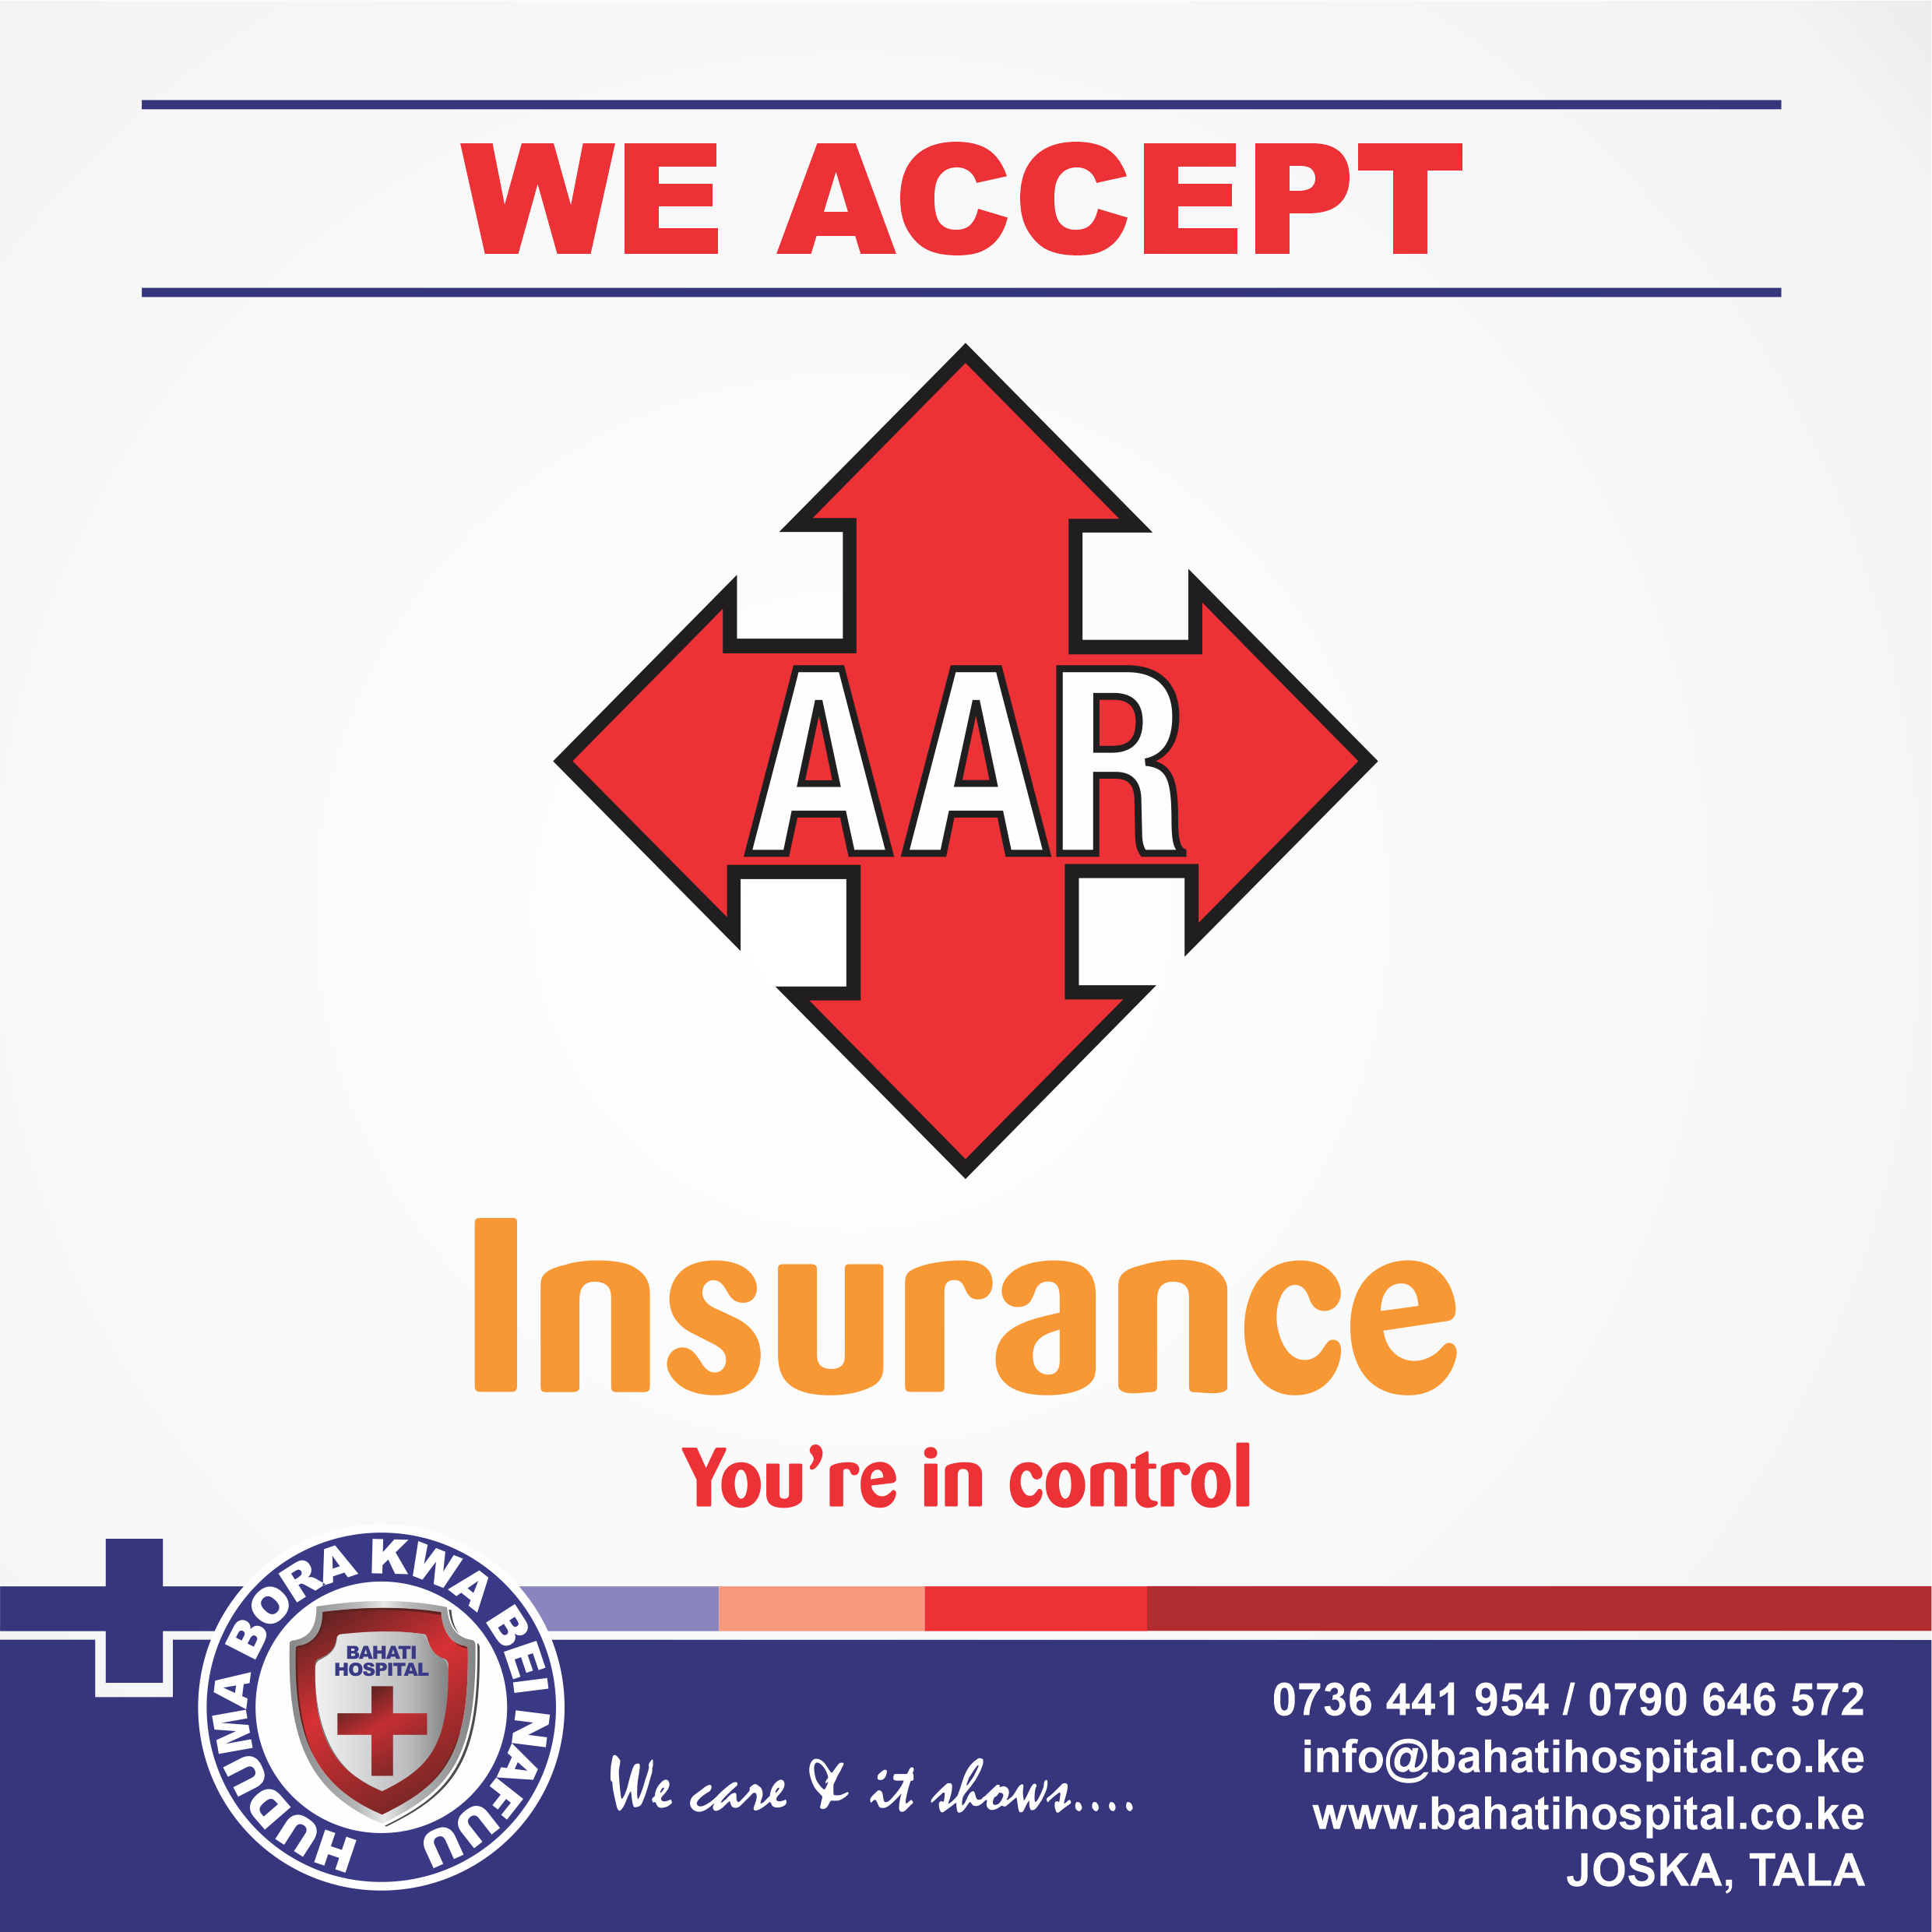 WE ACCEPT
AAR
Insurance
You're in control
HUDUMA BORA KWA BEI NAFUU
BAHATI
HOSPITAL
We care & it shows....
0736 441 954 / 0790 646 572
info@bahatihospital.co.ke
www.bahatihospital.co.ke
JOSKA, TALA